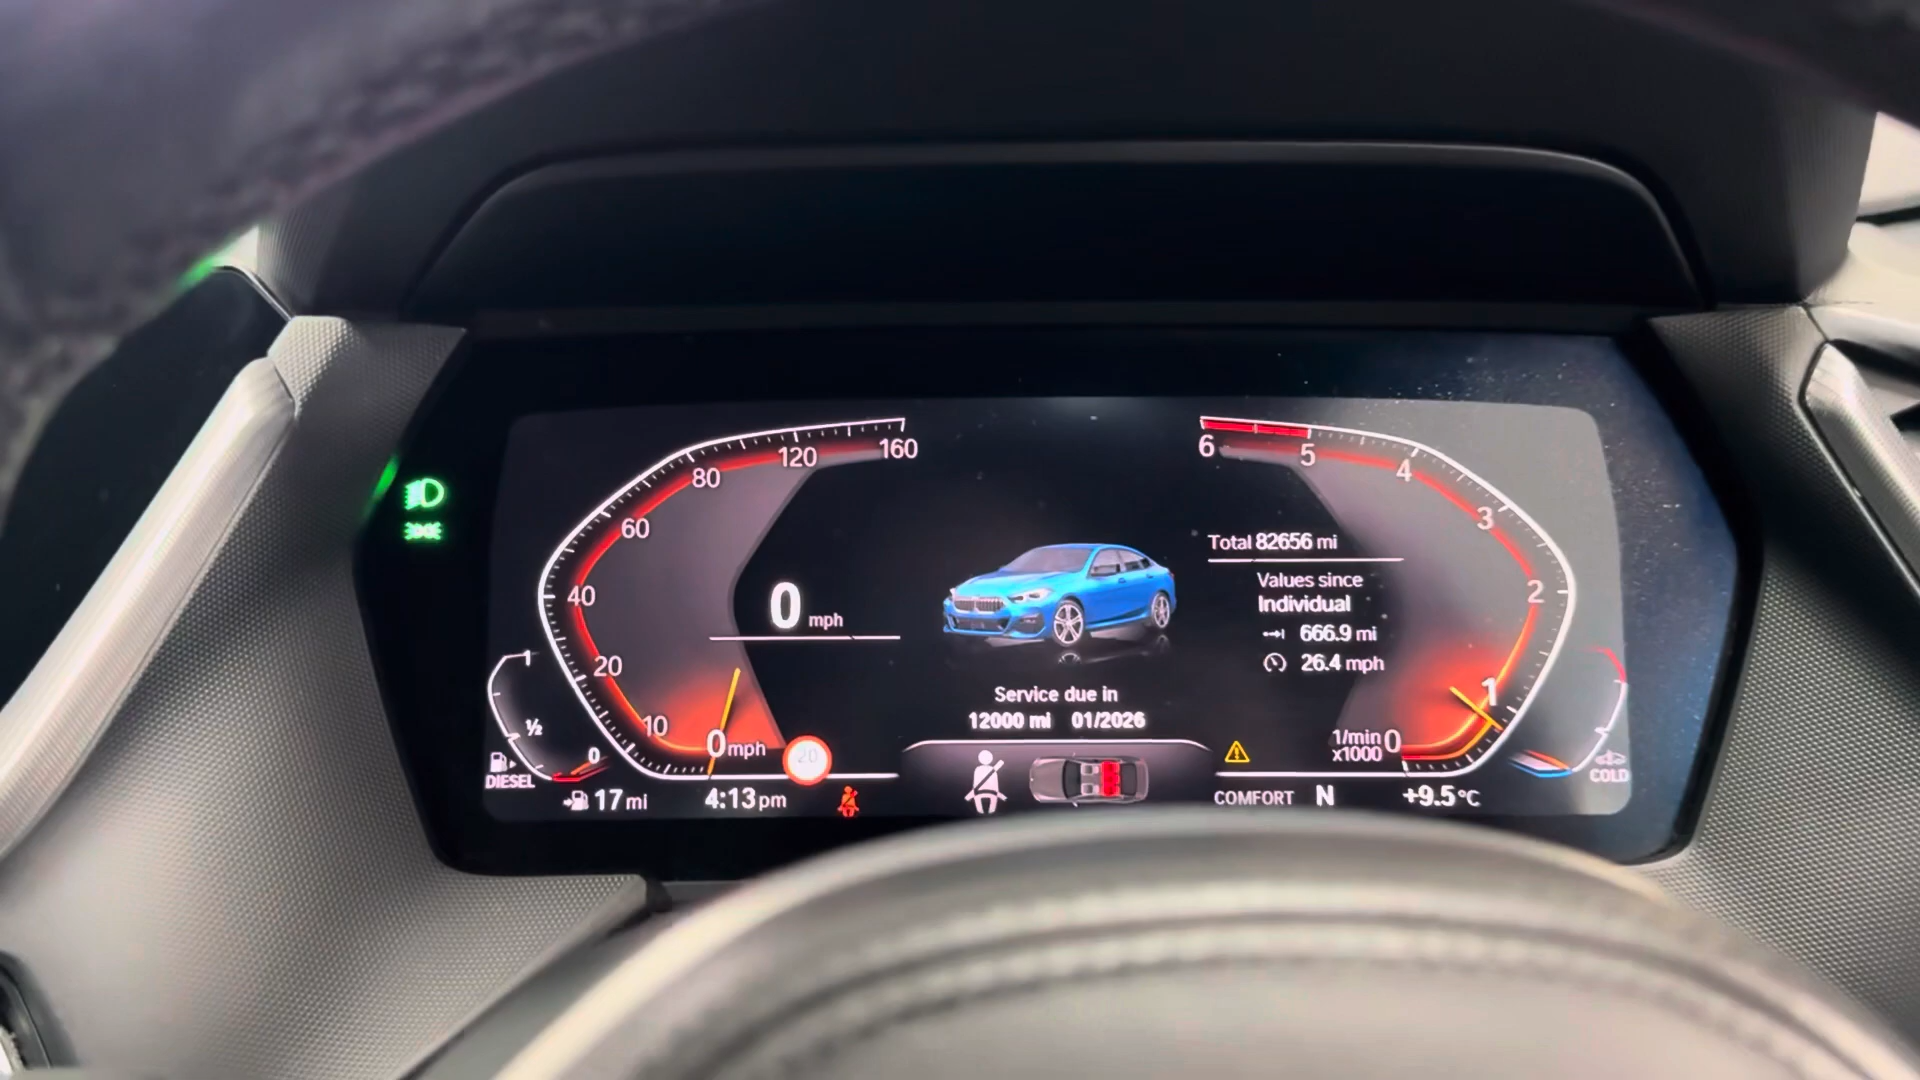 160
120
80
60
40
20
10
0 mph
0 mph
20
1
½
0
DIESEL
17 mi
4:13 pm
Service due in
12000 mi 01/2026
6
5
4
3
2
1
0
1/min
x1000
Total 82656 mi
Values since
Individual
666.9 mi
26.4 mph
COMFORT N
+9.5°C
COLD